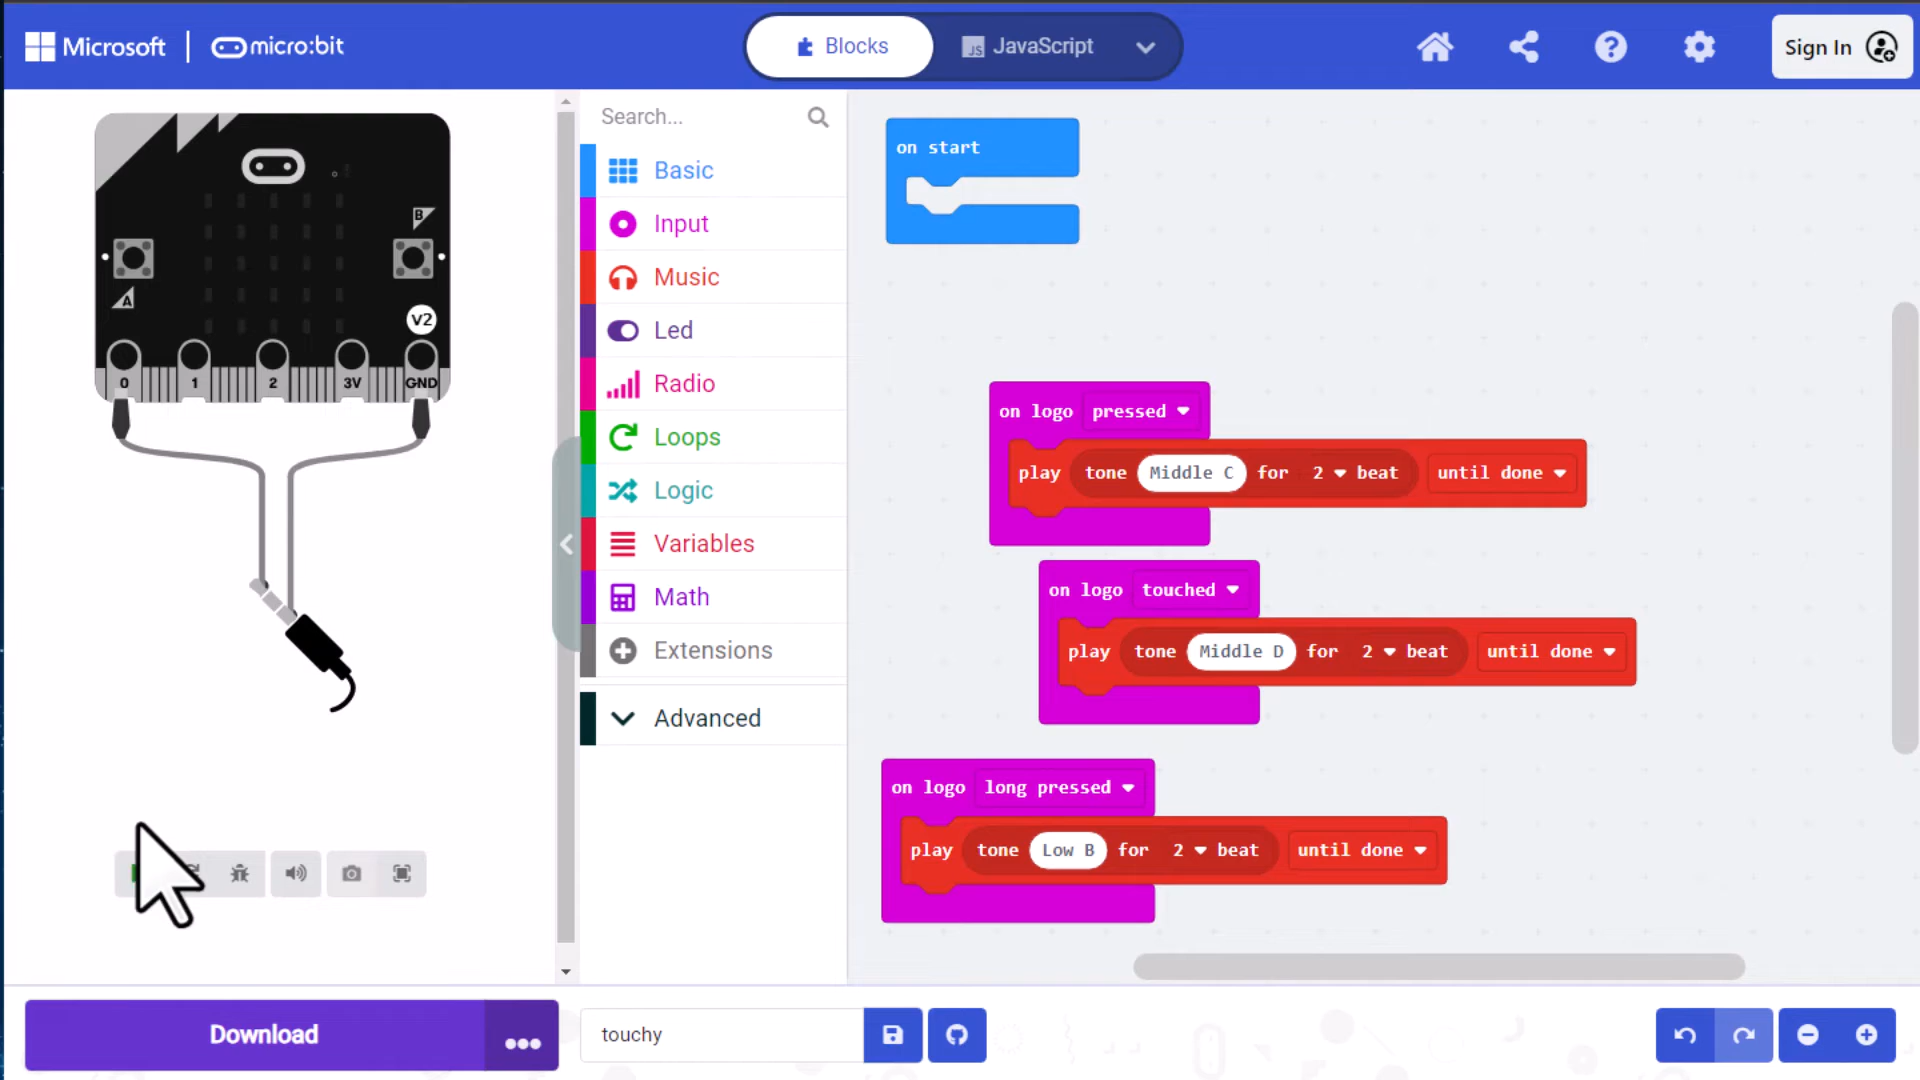 Microsoft | micro:bit
Blocks
JavaScript
Sign In
Search...
Basic
Input
Music
Led
Radio
Loops
Logic
Variables
Math
Extensions
Advanced
B
A
V2
0 1 2 3V GND
on start
on logo pressed
play tone Middle C for 2 beat until done
on logo touched
play tone Middle D for 2 beat until done
on logo long pressed
play tone Low B for 2 beat until done
Download
touchy